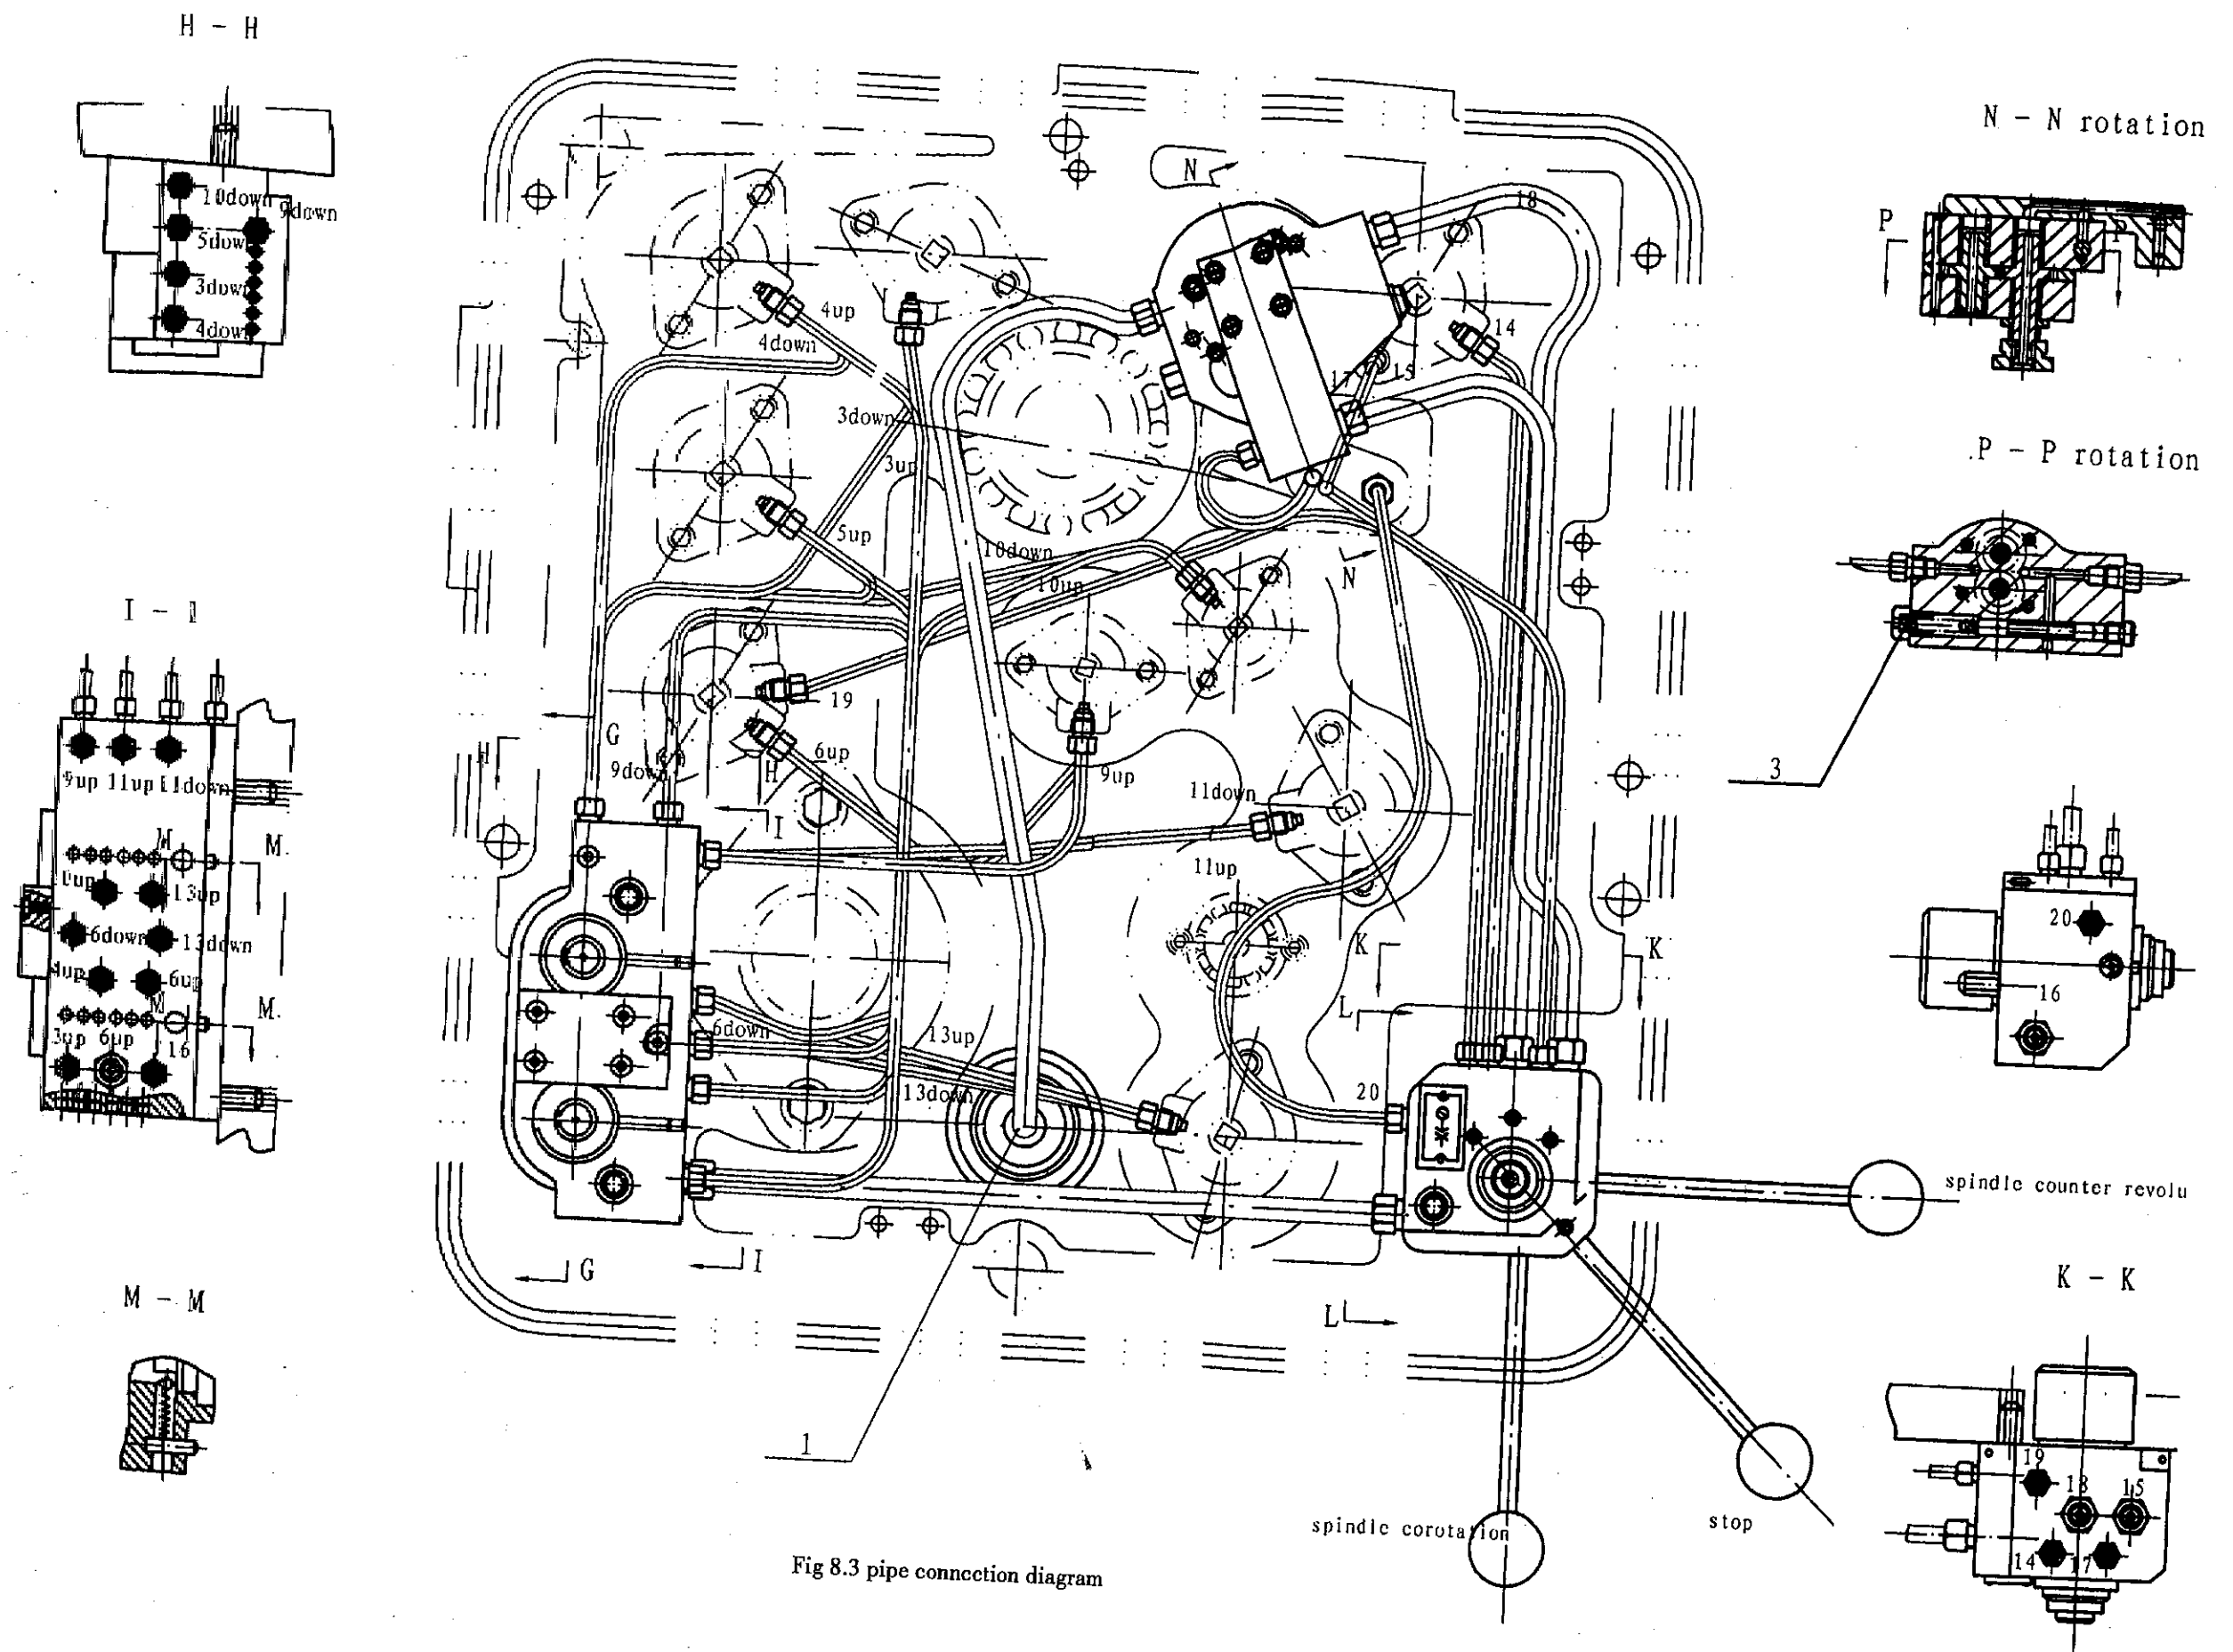 H - H
10down
9down
5down
3down
4down
I - I
9up 11up 11down
M
M
13up
6down
13down
4up
6up
M
M
3up 6up
16
M - M
N
18
4up
4down
14
17
15
3down
3up
5up
10down
10up
N
19
G
H
9down
H
6up
9up
I
11down
11up
K
K
L
6down
13up
13down
20
G
I
L
1
spindle counter revolu
stop
spindle corotation
N - N rotation
P
P
P - P rotation
3
20
16
K - K
19
18
15
14
17
Fig 8.3 pipe connection diagram